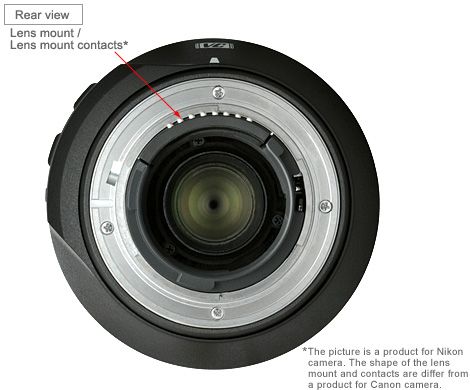 Rear view
Lens mount /
Lens mount contacts*
VC
*The picture is a product for Nikon
camera. The shape of the lens
mount and contacts are differ from
a product for Canon camera.